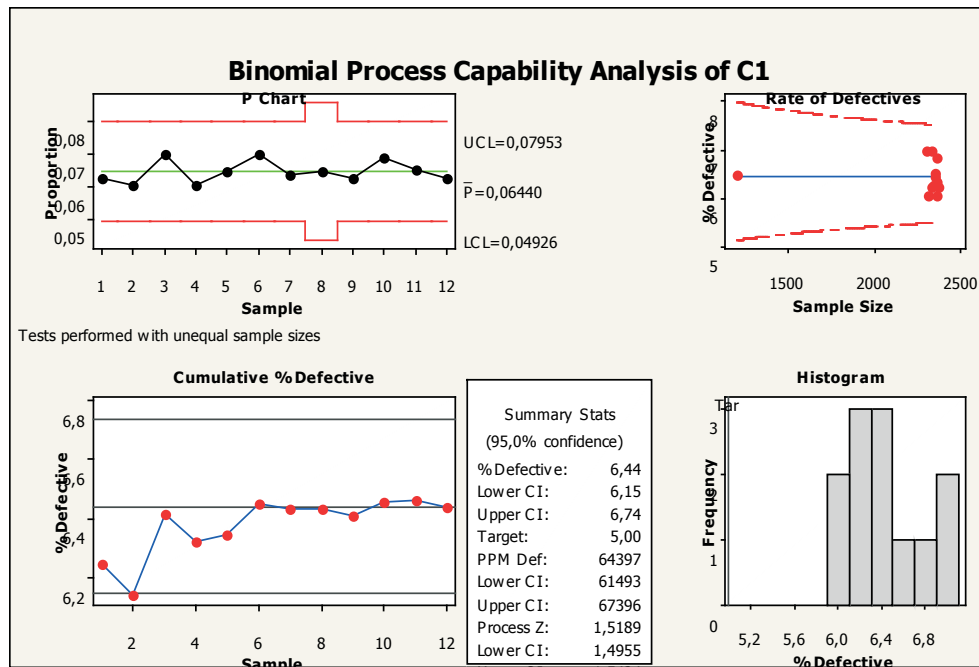 Binomial Process Capability Analysis of C1
P Chart
Proportion
0,08
0,07
0,06
0,05
UCL=0,07953
P=0,06440
LCL=0,04926
1 2 3 4 5 6 7 8 9 10 11 12
Sample
Tests performed with unequal sample sizes
Rate of Defectives
% Defective
8
7
6
5
1500 2000 2500
Sample Size
Cumulative % Defective
% Defective
6,8
6,6
6,4
6,2
2 4 6 8 10 12
Sample
Summary Stats
(95,0% confidence)
% Defective: 6,44
Lower CI: 6,15
Upper CI: 6,74
Target: 5,00
PPM Def: 64397
Lower CI: 61493
Upper CI: 67396
Process Z: 1,5189
Lower CI: 1,4955
Histogram
Tar
Frequency
3
1
0
5,2 5,6 6,0 6,4 6,8
% Defective